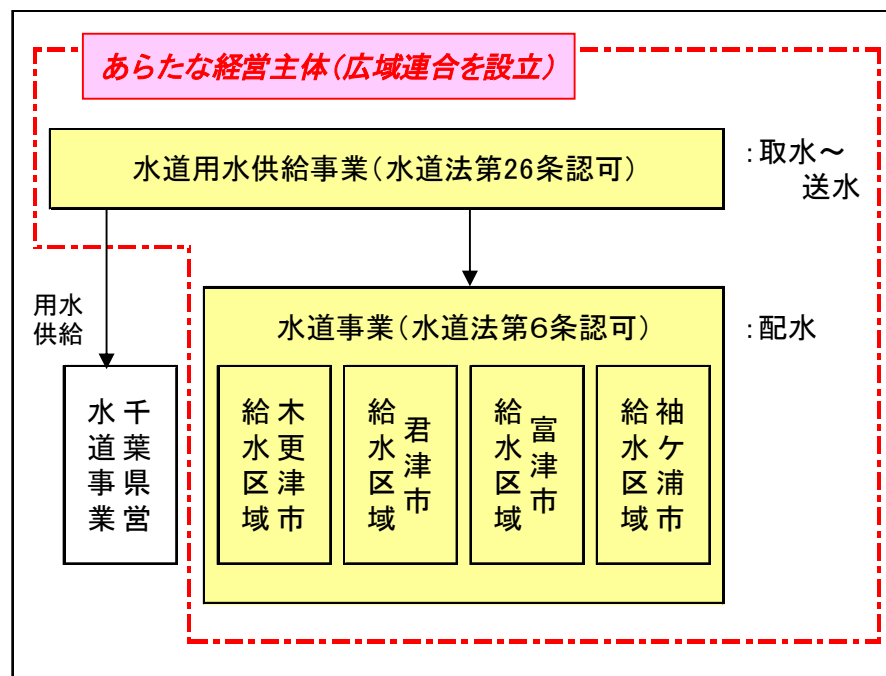 あらたな経営主体(広域連合を設立)
水道用水供給事業(水道法第26条認可)
:取水～
送水
用水
供給
水道事業(水道法第6条認可)
:配水
千葉県営
水道事業
木更津市
給水区域
君津市
給水区域
富津市
給水区域
袖ケ浦市
給水区域